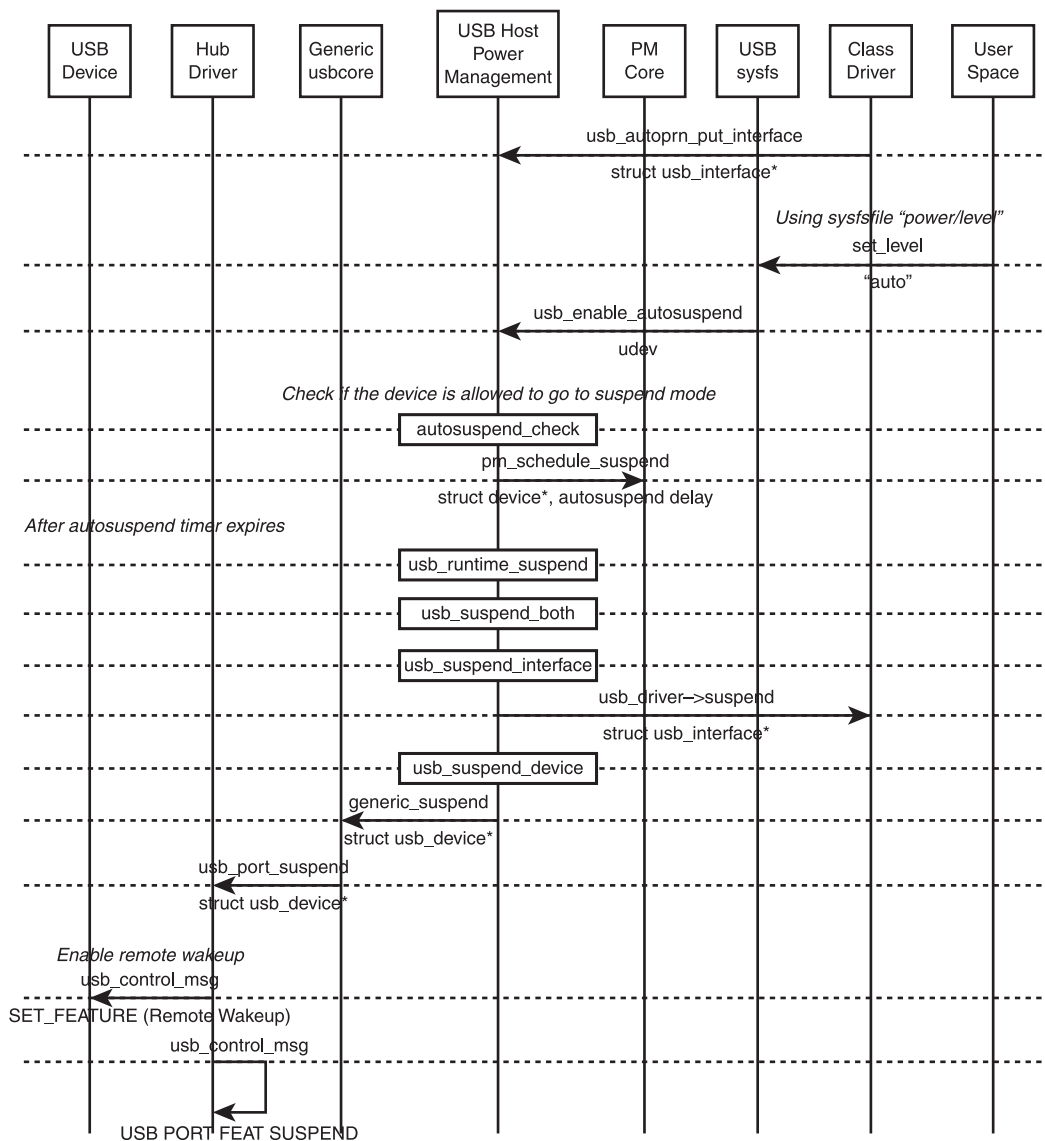 USB
Device
Hub
Driver
Generic
usbcore
USB Host
Power
Management
PM
Core
USB
sysfs
Class
Driver
User
Space
usb_autoprn_put_interface
struct usb_interface*
Using sysfsfile “power/level”
set_level
“auto”
usb_enable_autosuspend
udev
Check if the device is allowed to go to suspend mode
autosuspend_check
pm_schedule_suspend
struct device*, autosuspend delay
After autosuspend timer expires
usb_runtime_suspend
usb_suspend_both
usb_suspend_interface
usb_driver–>suspend
struct usb_interface*
usb_suspend_device
generic_suspend
struct usb_device*
usb_port_suspend
struct usb_device*
Enable remote wakeup
usb_control_msg
SET_FEATURE (Remote Wakeup)
usb_control_msg
USB PORT FEAT SUSPEND